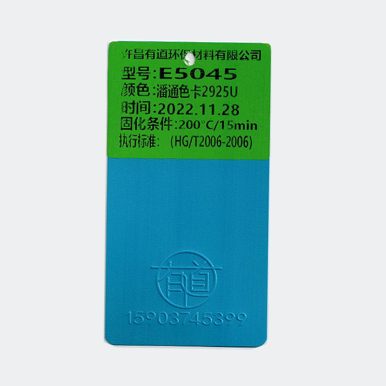 许昌有道环保材料有限公司
型号:E5045
颜色:潘通色卡2925U
时间:2022.11.28
固化条件:200°C/15min
执行标准: (HG/T2006-2006)
有道
15903745399